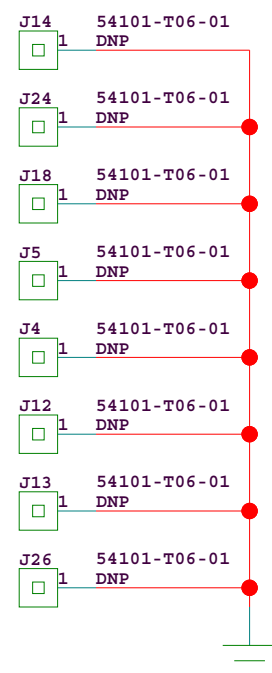 J14 54101-T06-01
1 DNP
J24 54101-T06-01
1 DNP
J18 54101-T06-01
1 DNP
J5 54101-T06-01
1 DNP
J4 54101-T06-01
1 DNP
J12 54101-T06-01
1 DNP
J13 54101-T06-01
1 DNP
J26 54101-T06-01
1 DNP